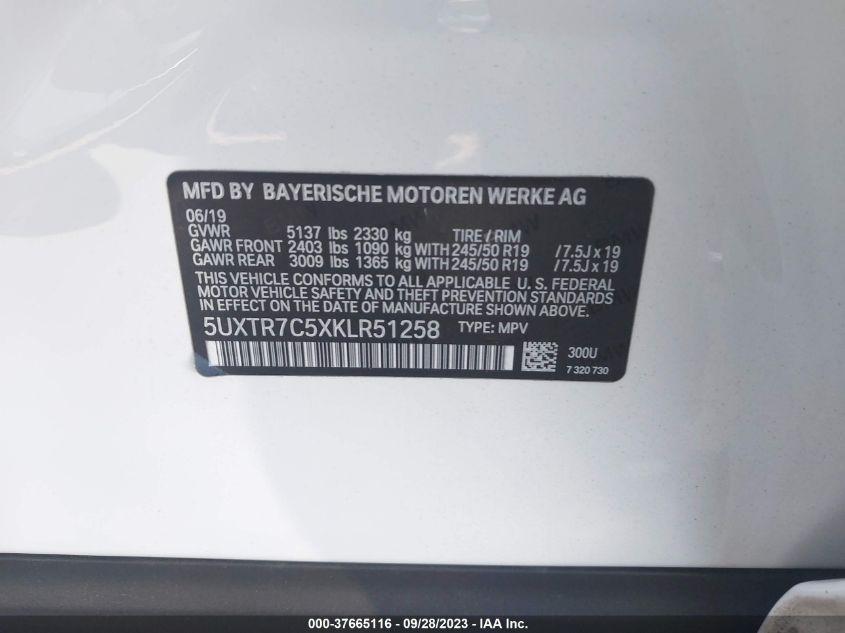 MFD BY BAYERISCHE MOTOREN WERKE AG
06/19
GVWR 5137 lbs 2330 kg TIRE / RIM
GAWR FRONT 2403 lbs 1090 kg WITH 245/50 R19 / 7.5J x 19
GAWR REAR 3009 lbs 1365 kg WITH 245/50 R19 / 7.5J x 19
THIS VEHICLE CONFORMS TO ALL APPLICABLE U. S. FEDERAL
MOTOR VEHICLE SAFETY AND THEFT PREVENTION STANDARDS
IN EFFECT ON THE DATE OF MANUFACTURE SHOWN ABOVE.
5UXTR7C5XKLR51258 TYPE: MPV
300U
7 320 730
000-37665116 - 09/28/2023 - IAA Inc.